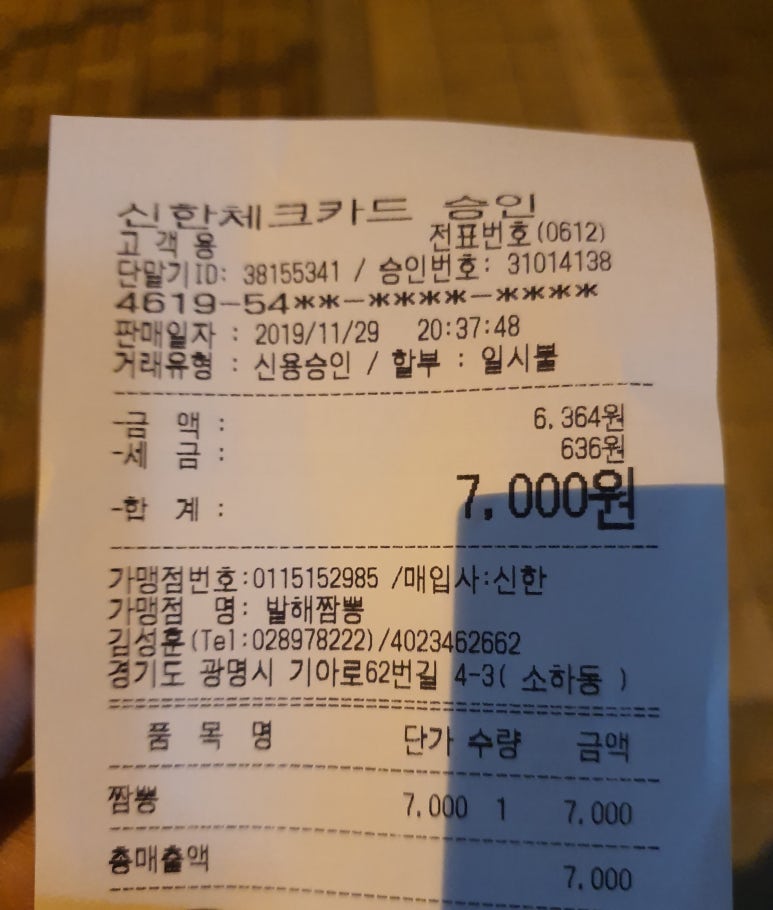 신한체크카드 승인
고객용 전표번호(0612)
단말기ID: 38155341 / 승인번호: 31014138
4619-54**-****-****
판매일자 : 2019/11/29 20:37:48
거래유형 : 신용승인 / 할부 : 일시불
-금 액 : 6,364원
-세 금 : 636원
-합 계 : 7,000원
가맹점번호:0115152985 /매입사:신한
가맹점 명: 발해짬뽕
김성훈(Tel:028978222)/4023462662
경기도 광명시 기아로62번길 4-3( 소하동 )
품 목 명 단가 수량 금액
짬뽕 7,000 1 7,000
총매출액 7,000